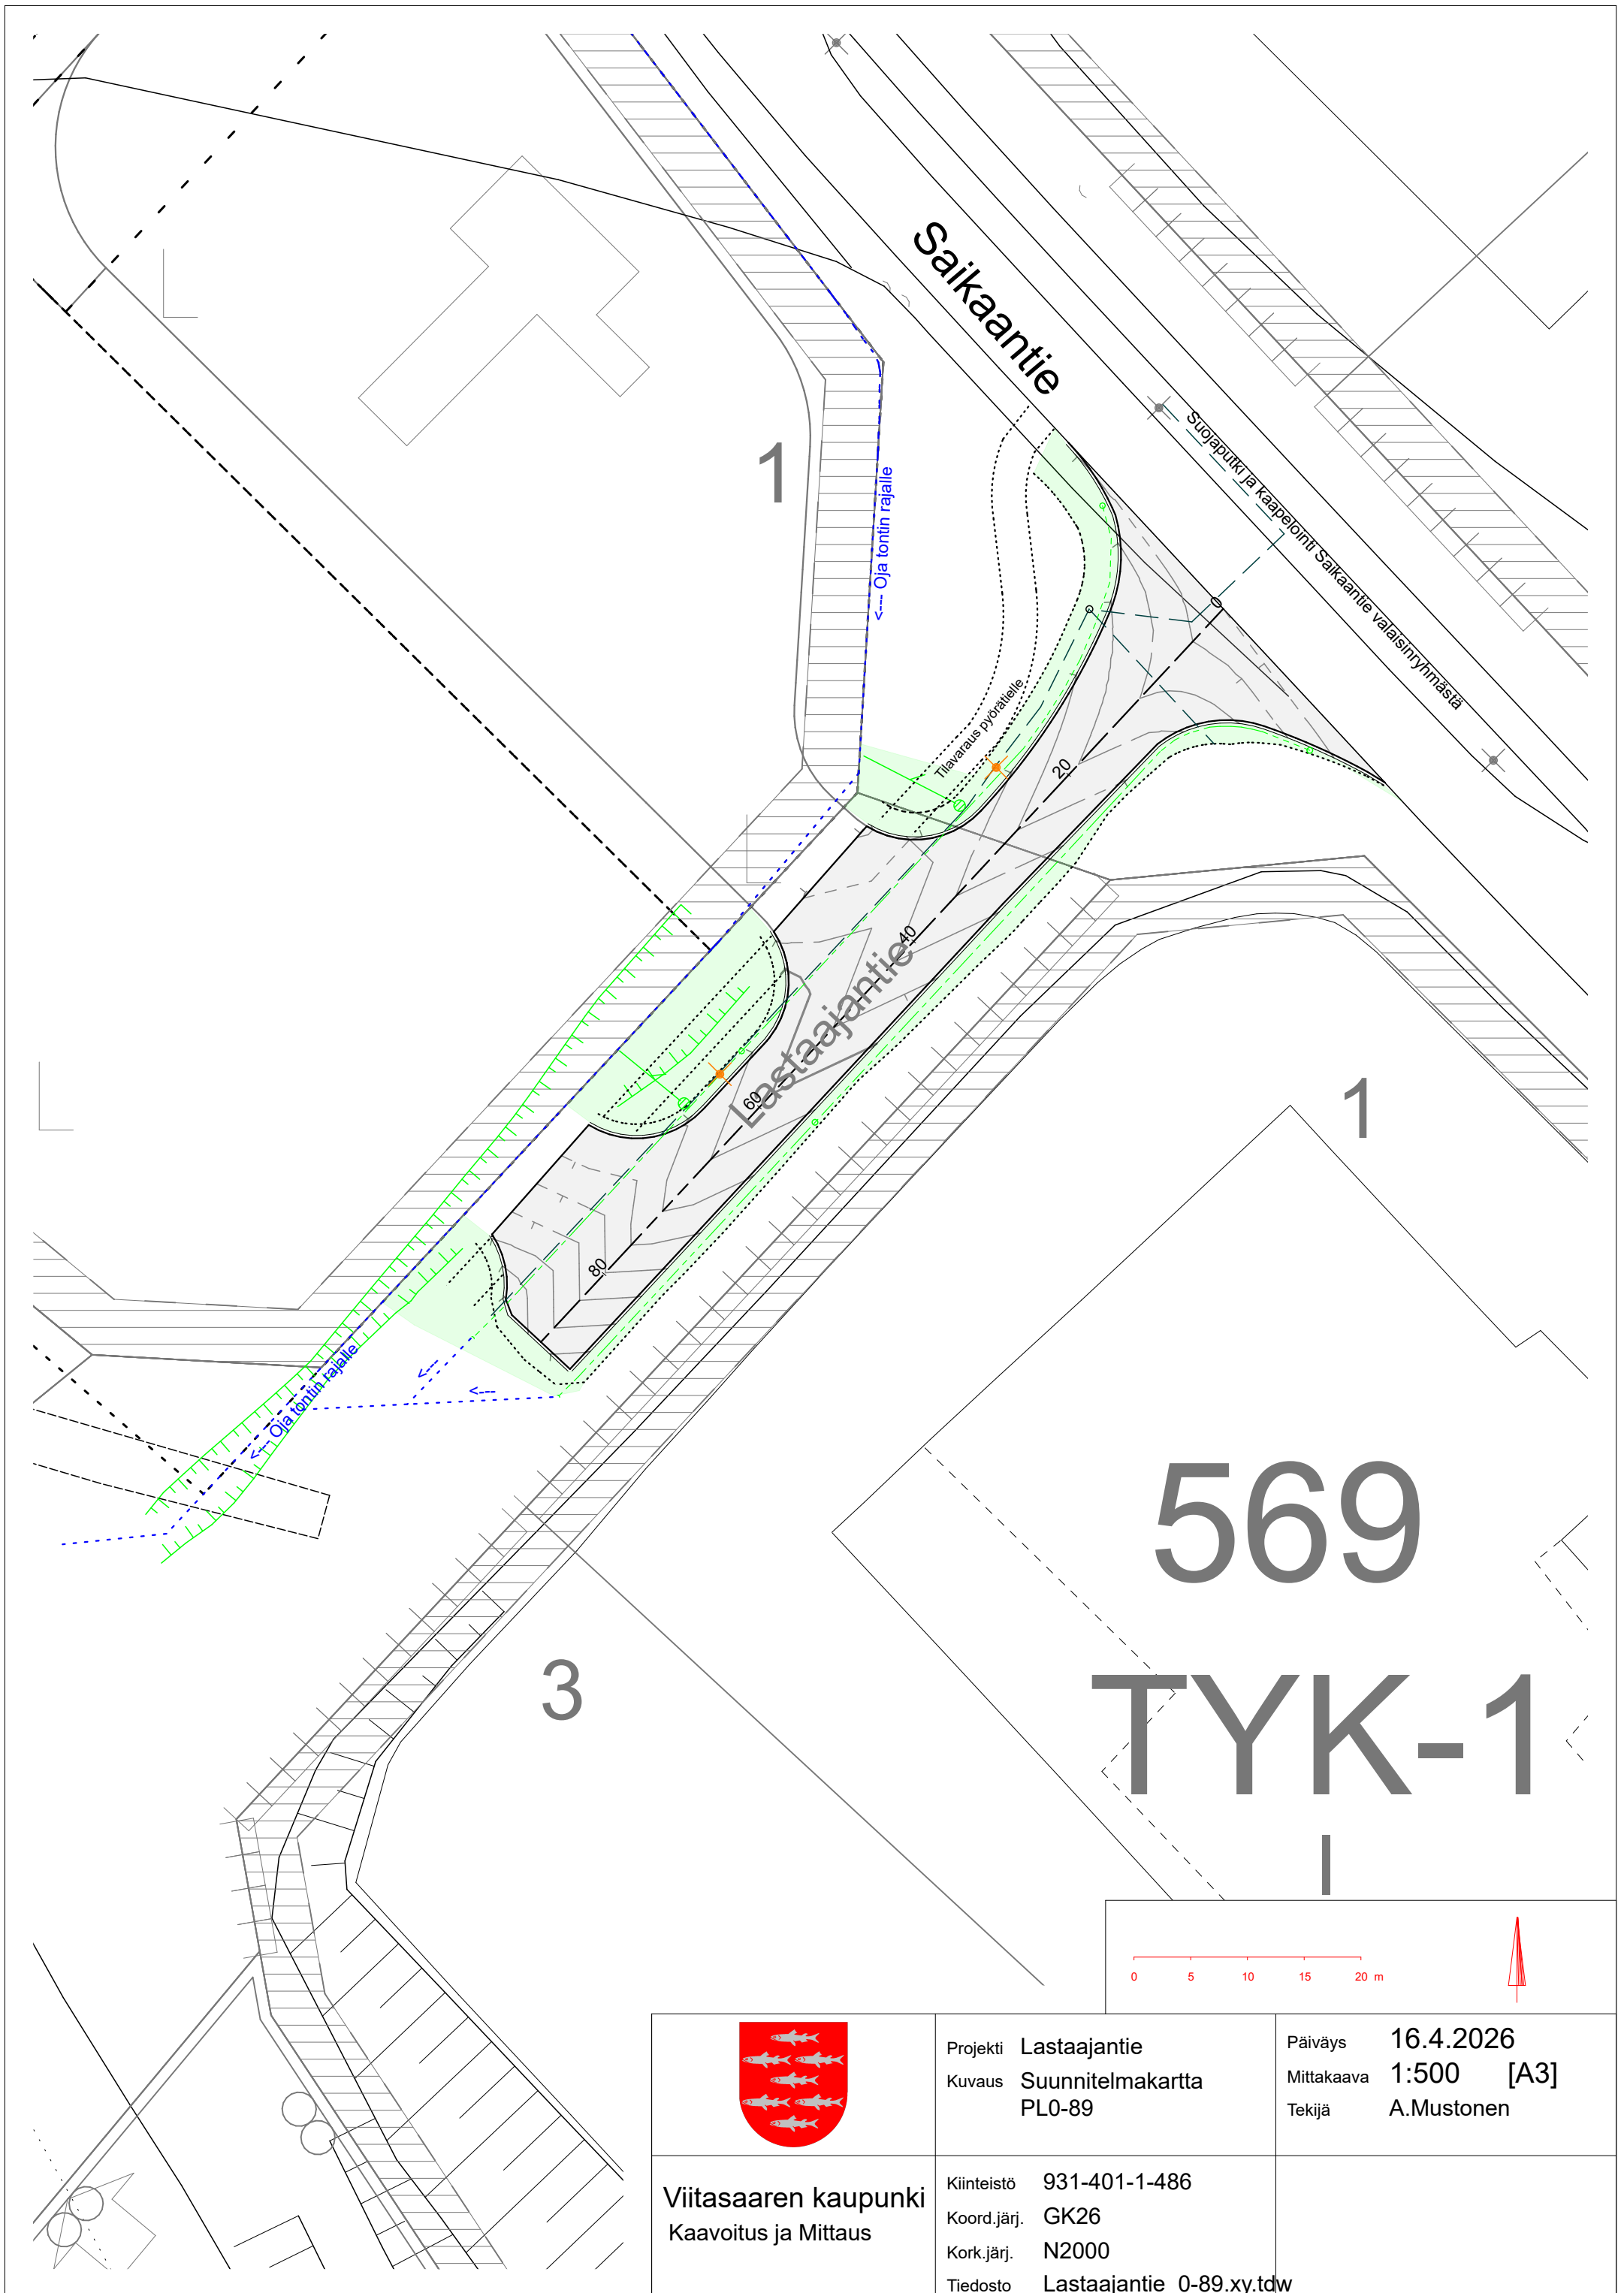 Saikaantie
Suojaputki ja kaapelointi Saikaantie valaisinryhmästä
1
<--- Oja tontin rajalle
0
Tilavaraus pyörätielle
20
40
Lastaajantie
60
1
80
<---
<---
<--- Oja tontin rajalle
569
TYK-1
I
3
0 5 10 15 20 m
Projekti Lastaajantie
Kuvaus Suunnitelmakartta
PL0-89
Päiväys 16.4.2026
Mittakaava 1:500 [A3]
Tekijä A.Mustonen
Viitasaaren kaupunki
Kaavoitus ja Mittaus
Kiinteistö 931-401-1-486
Koord.järj. GK26
Kork.järj. N2000
Tiedosto Lastaajantie_0-89.xy.tdw